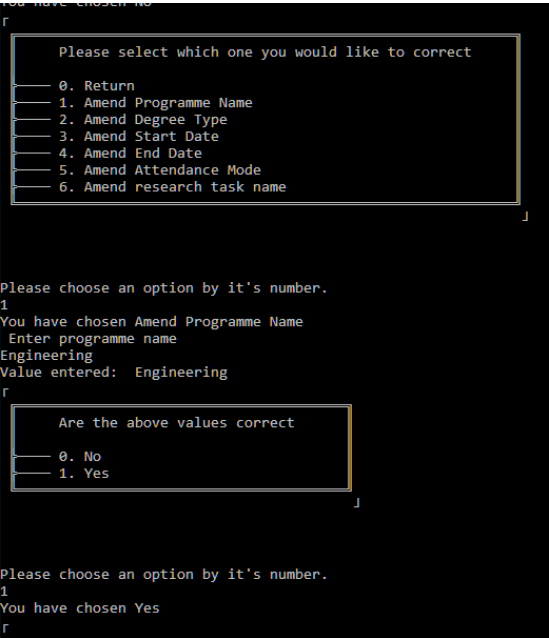 You have chosen No
Please select which one you would like to correct
0. Return
1. Amend Programme Name
2. Amend Degree Type
3. Amend Start Date
4. Amend End Date
5. Amend Attendance Mode
6. Amend research task name
Please choose an option by it's number.
1
You have chosen Amend Programme Name
Enter programme name
Engineering
Value entered:  Engineering
Are the above values correct
0. No
1. Yes
Please choose an option by it's number.
1
You have chosen Yes